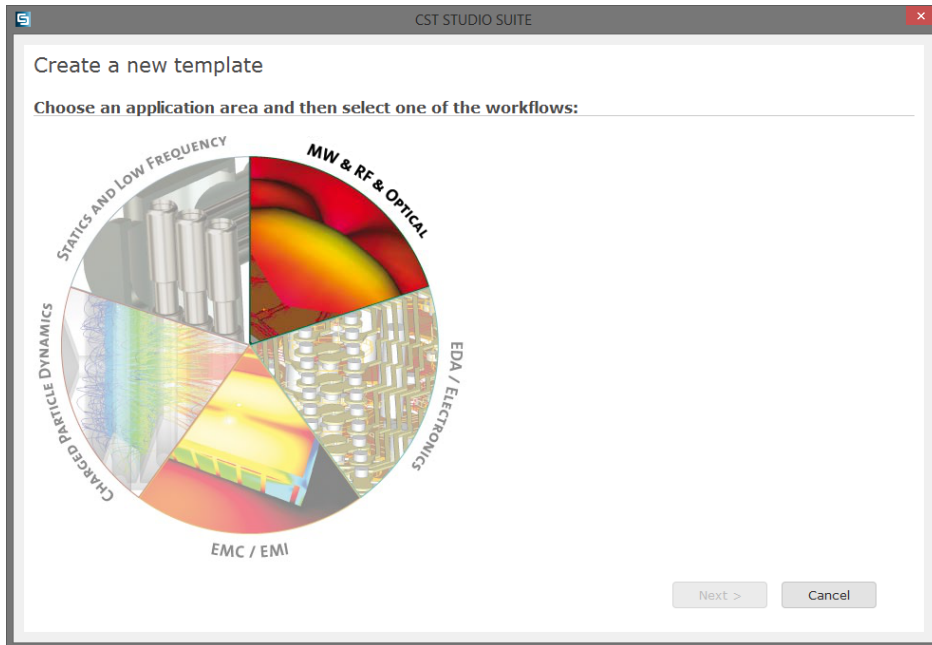 CST STUDIO SUITE
Create a new template
Choose an application area and then select one of the workflows:
STATICS AND LOW FREQUENCY
MW & RF & OPTICAL
CHARGED PARTICLE DYNAMICS
EDA / ELECTRONICS
EMC / EMI
Next >
Cancel